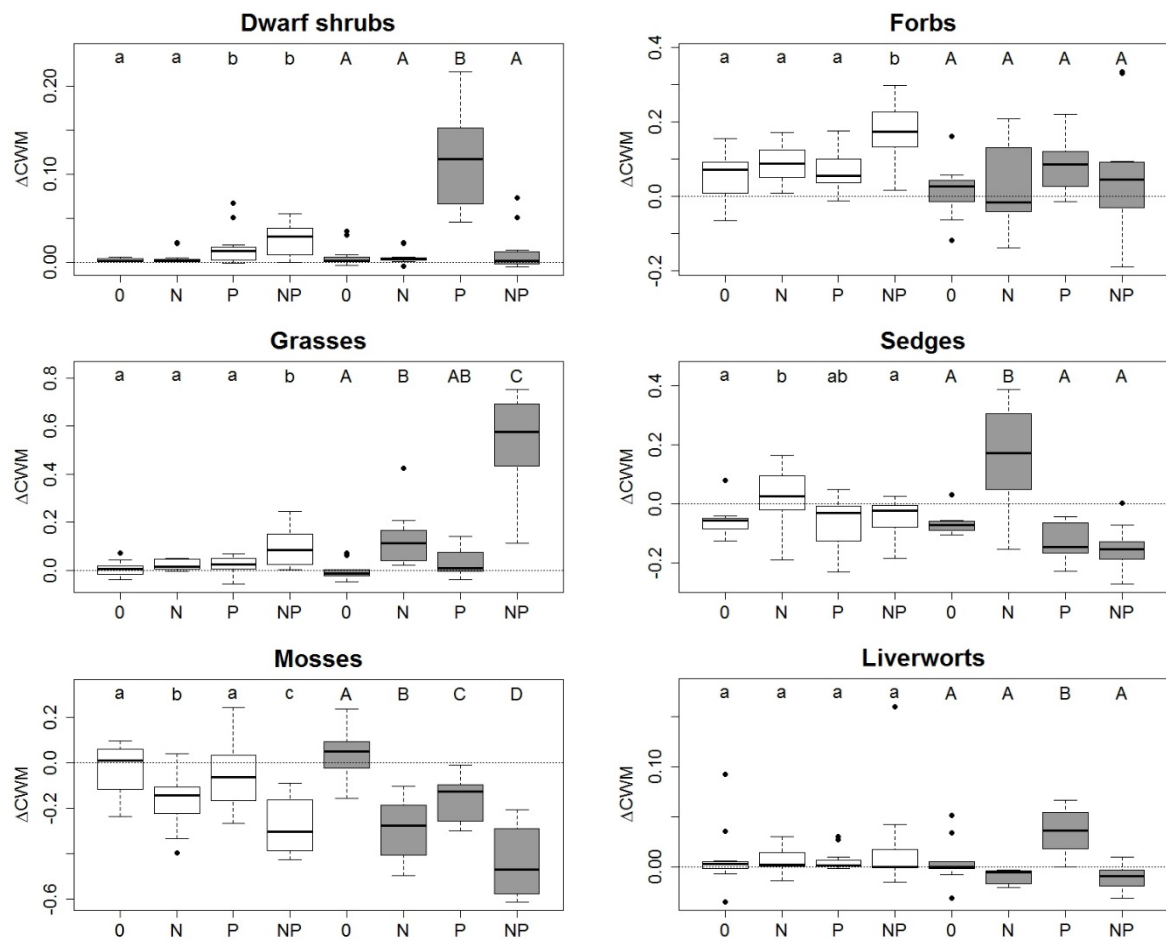 Dwarf shrubs
a a b b A A B A
ΔCWM
0.20
0.10
0.00
0 N P NP 0 N P NP
Forbs
a a a b A A A A
ΔCWM
0.4
0.2
0.0
-0.2
0 N P NP 0 N P NP
Grasses
a a a b A B AB C
ΔCWM
0.8
0.6
0.4
0.2
0.0
0 N P NP 0 N P NP
Sedges
a b ab a A B A A
ΔCWM
0.4
0.2
0.0
-0.2
0 N P NP 0 N P NP
Mosses
a b a c A B C D
ΔCWM
0.2
0.0
-0.2
-0.6
0 N P NP 0 N P NP
Liverworts
a a a a A A B A
ΔCWM
0.10
0.00
0 N P NP 0 N P NP